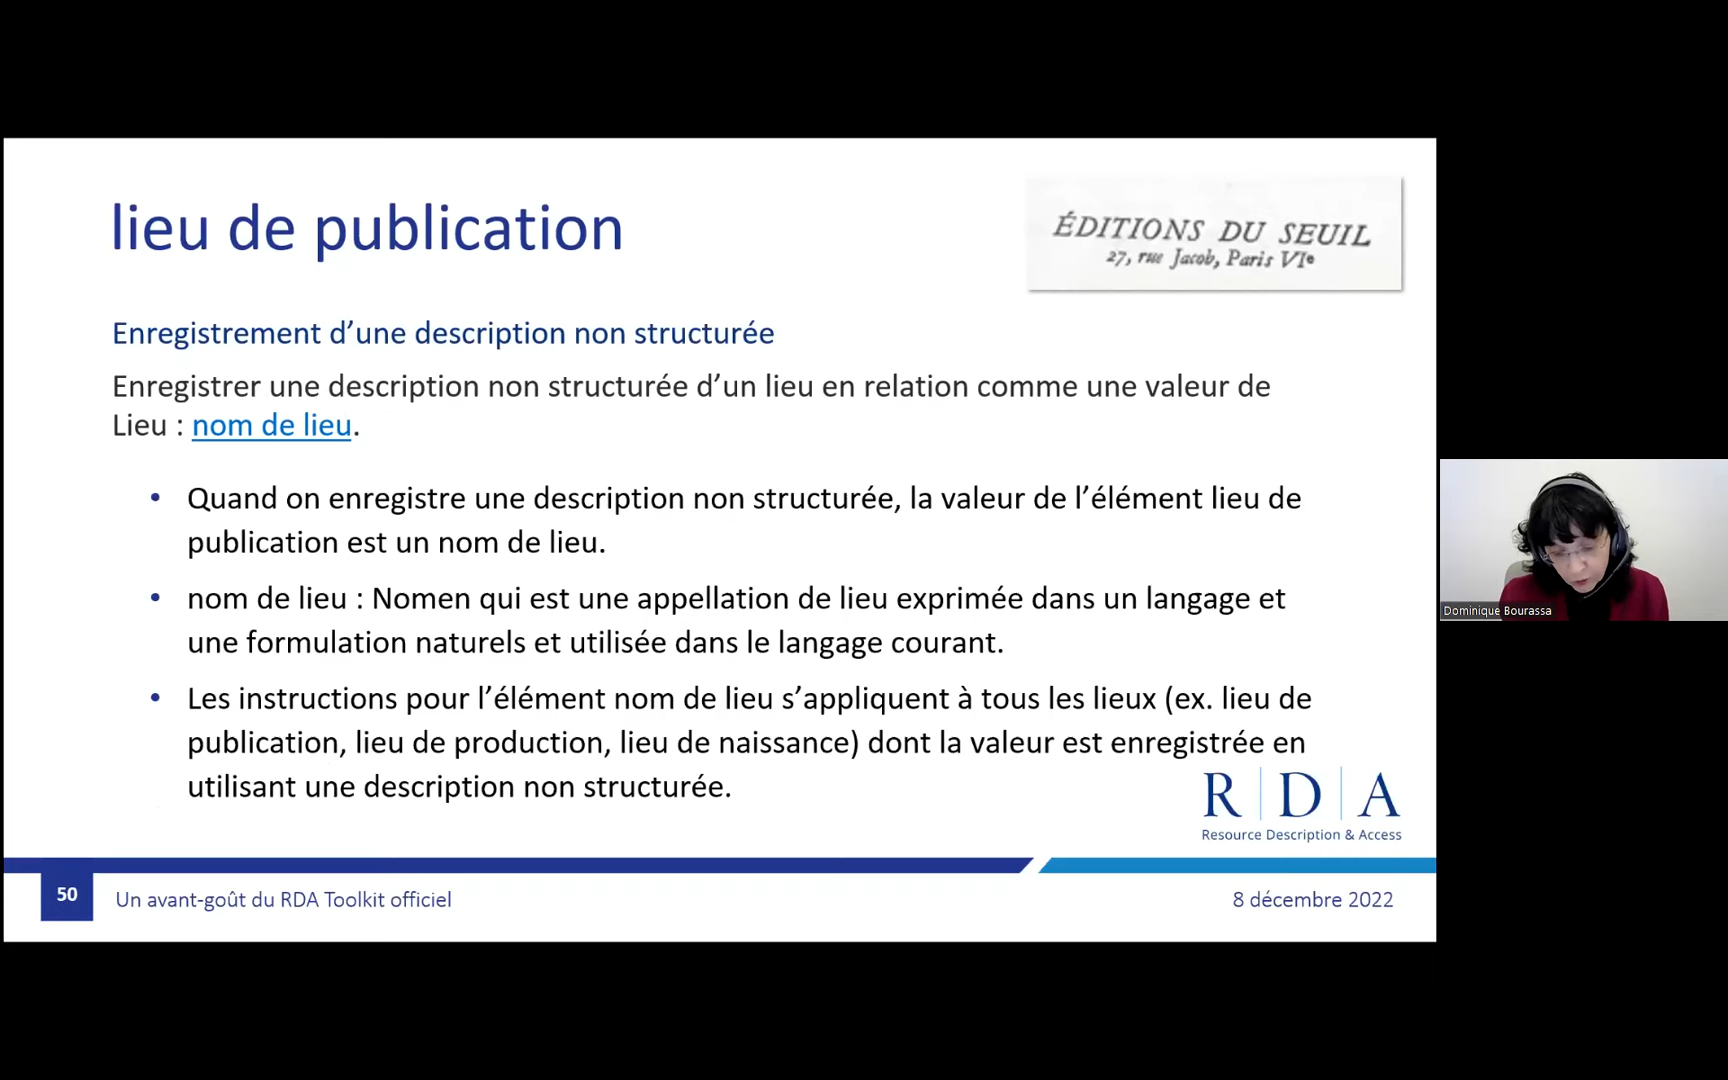 lieu de publication
ÉDITIONS DU SEUIL
27, rue Jacob, Paris VIe
Enregistrement d’une description non structurée
Enregistrer une description non structurée d’un lieu en relation comme une valeur de
Lieu : nom de lieu.
• Quand on enregistre une description non structurée, la valeur de l’élément lieu de
publication est un nom de lieu.
• nom de lieu : Nomen qui est une appellation de lieu exprimée dans un langage et
une formulation naturels et utilisée dans le langage courant.
• Les instructions pour l’élément nom de lieu s’appliquent à tous les lieux (ex. lieu de
publication, lieu de production, lieu de naissance) dont la valeur est enregistrée en
utilisant une description non structurée.
R|D|A
Resource Description & Access
50
Un avant-goût du RDA Toolkit officiel
8 décembre 2022
Dominique Bourassa